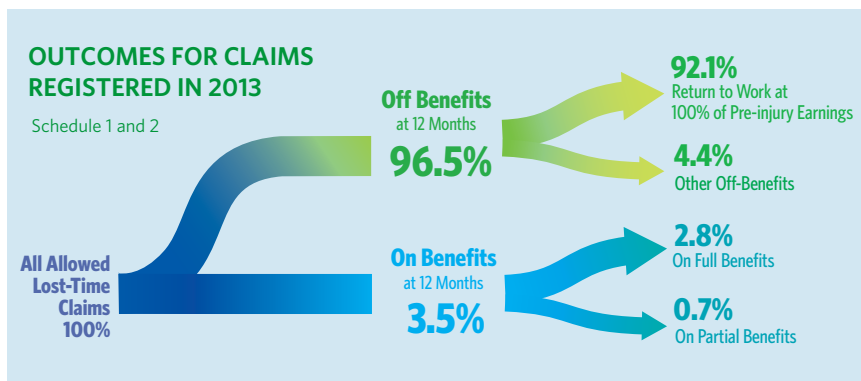 OUTCOMES FOR CLAIMS
REGISTERED IN 2013
Schedule 1 and 2
All Allowed
Lost-Time
Claims
100%
Off Benefits
at 12 Months
96.5%
92.1%
Return to Work at
100% of Pre-injury Earnings
4.4%
Other Off-Benefits
On Benefits
at 12 Months
3.5%
2.8%
On Full Benefits
0.7%
On Partial Benefits